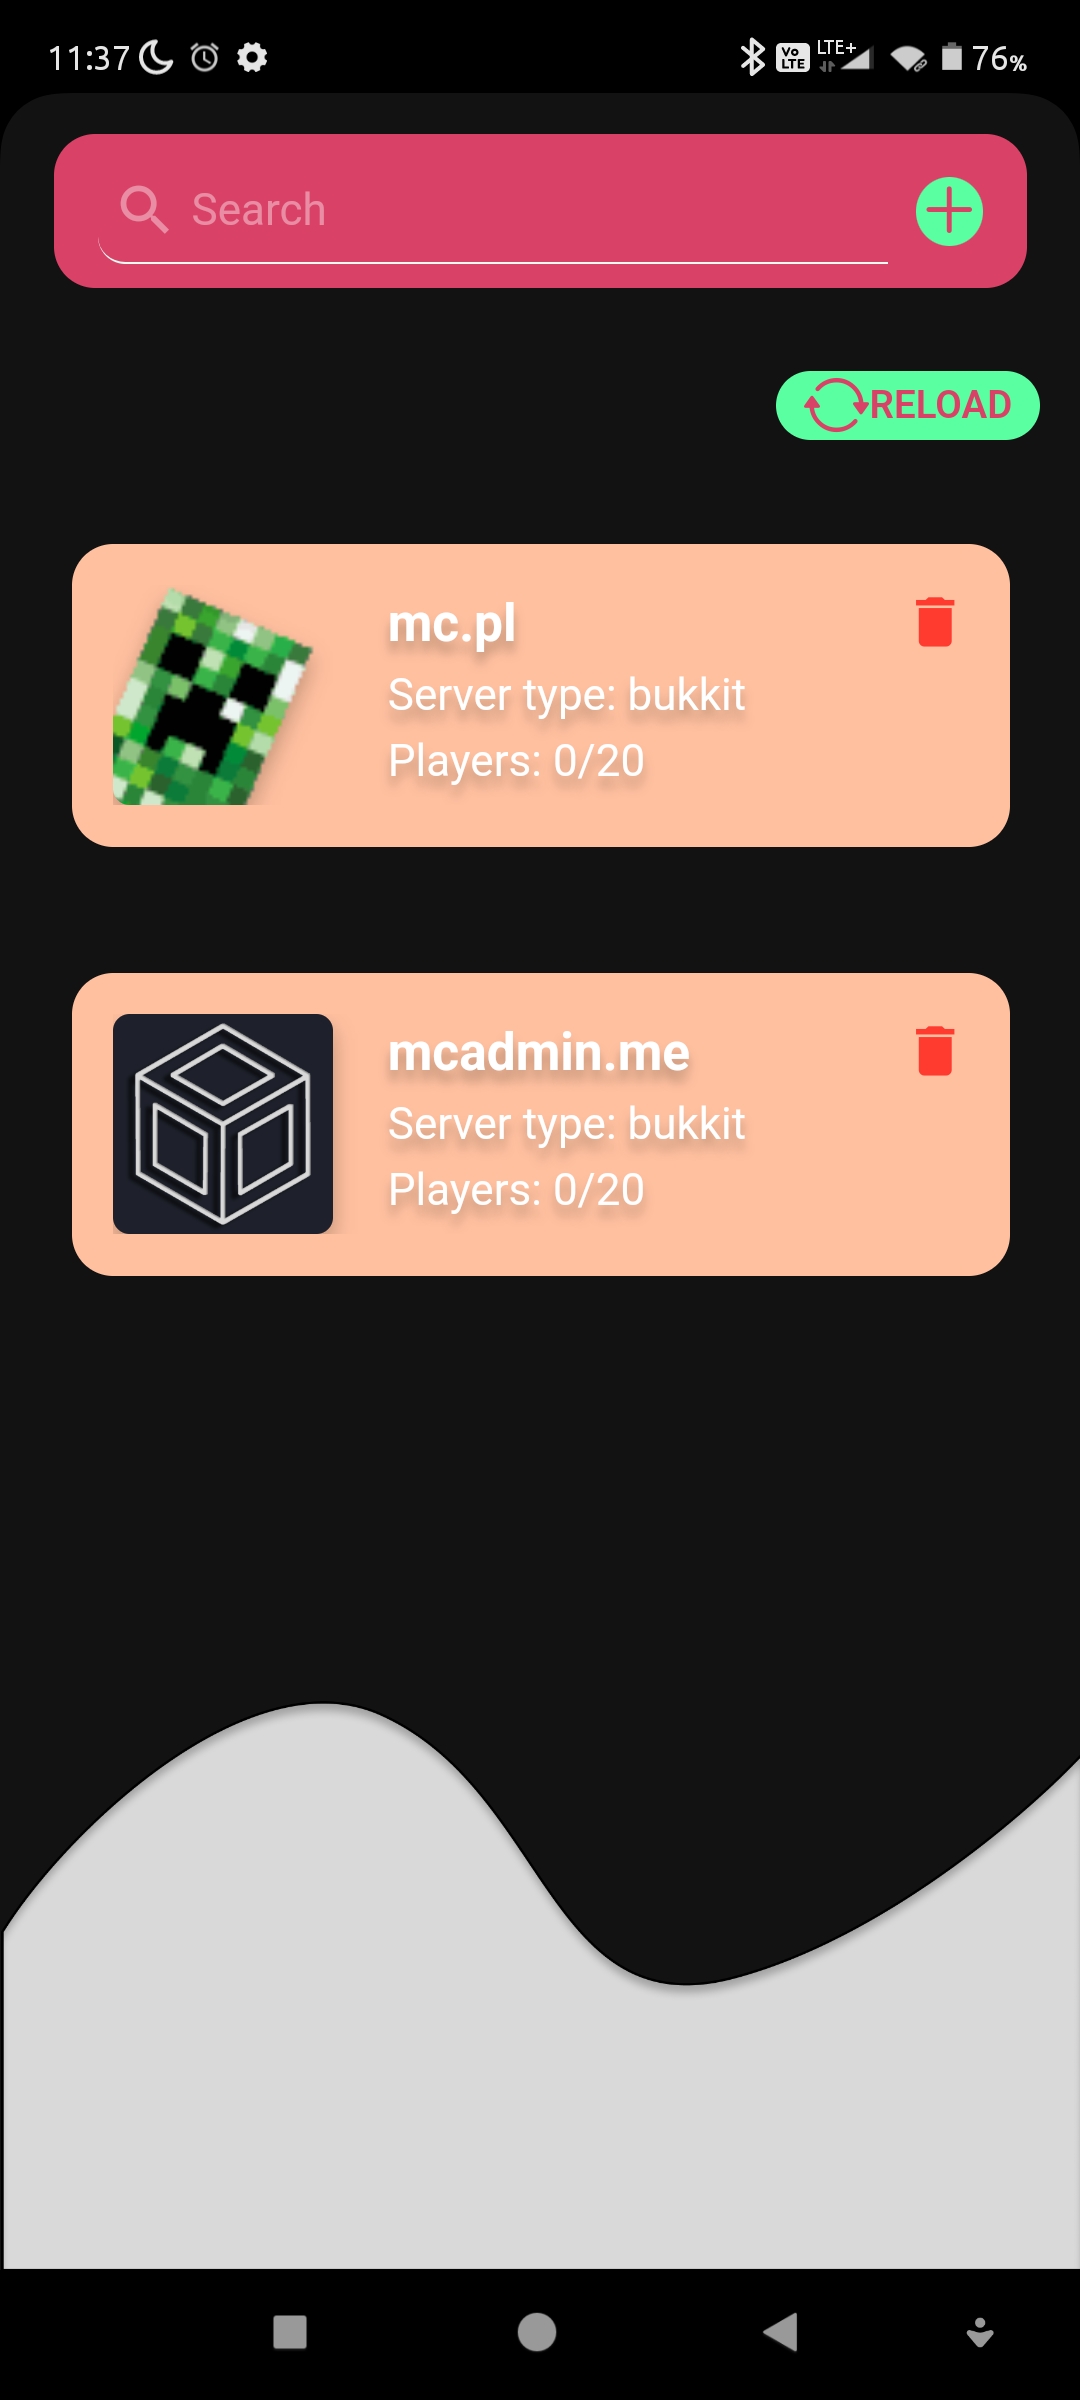 11:37
Vo LTE LTE+ 76%
Search
RELOAD
mc.pl
Server type: bukkit
Players: 0/20
mcadmin.me
Server type: bukkit
Players: 0/20